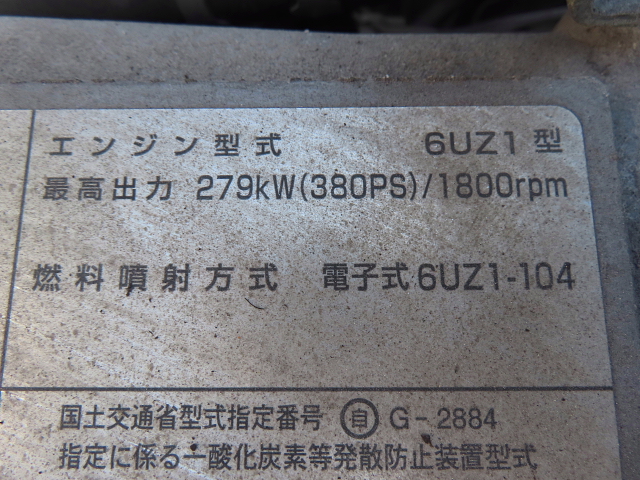 エンジン型式 6UZ1型
最高出力 279kW(380PS)/1800rpm
燃料噴射方式 電子式6UZ1-104
国土交通省型式指定番号 ㊐ G-2884
指定に係る一酸化炭素等発散防止装置型式